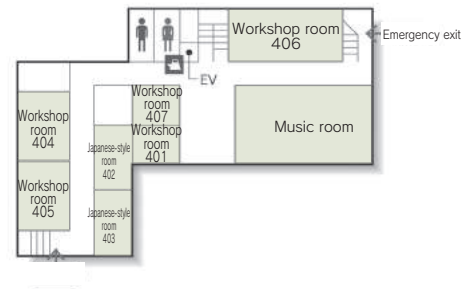 Workshop room
406
Emergency exit
EV
Workshop
room
407
Workshop
room
404
Workshop
room
401
Music room
Japanese-style
room
402
Workshop
room
405
Japanese-style
room
403